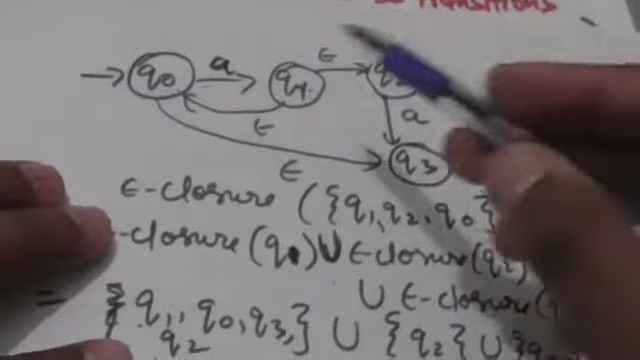 Transitions
q0 a q1 ϵ
a
ϵ
q3
ϵ
ϵ-closure ({q1, q2, q0}
-closure (q1) ∪ ϵ-closure (q2)
∪ ϵ-closure (
= { q1, q0, q3, } ∪ { q2 } ∪ {q
q2